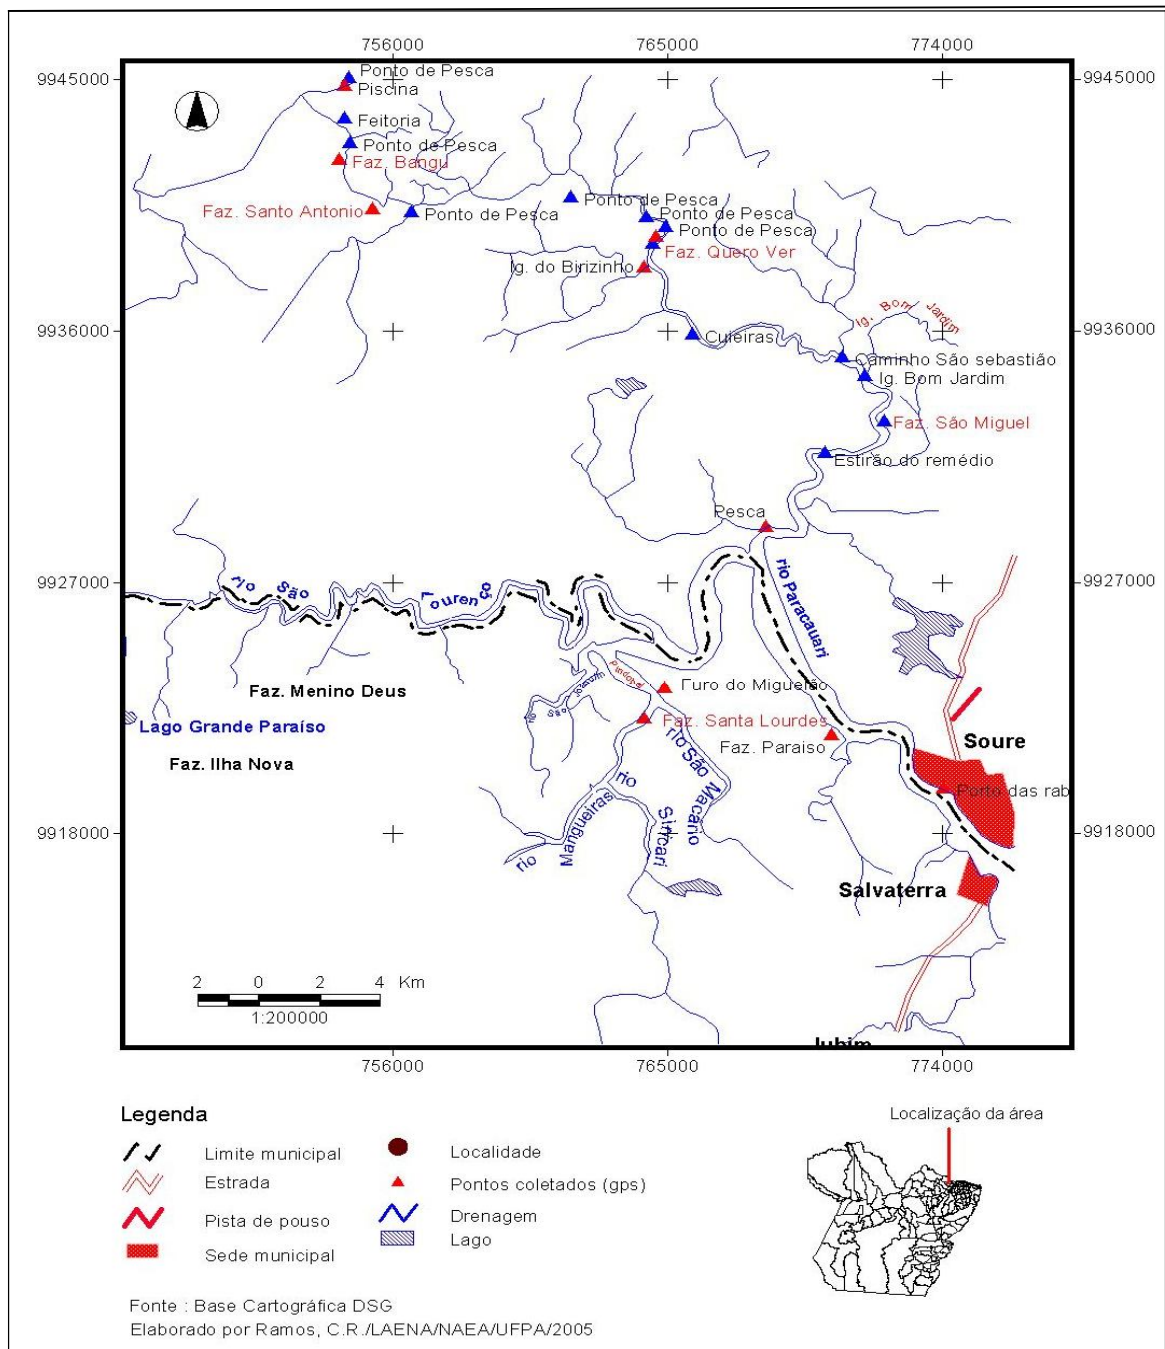 756000 765000 774000
9945000 9945000
Ponto de Pesca
Piscina
Feitoria
Ponto de Pesca
Faz. Bangu
Faz. Santo Antonio
Ponto de Pesca
Ponto de Pesca
Ponto de Pesca
Ponto de Pesca
Faz. Quero Ver
Ig. do Birizinho
Ig. Bom Jardim
9936000 9936000
Cuieiras
Caminho São sebastião
Ig. Bom Jardim
Faz. São Miguel
Estirão do remédio
Pesca
9927000 9927000
rio São Lourenço
rio Paracauari
Faz. Menino Deus
Lago Grande Paraíso
Faz. Ilha Nova
Ig. São Joaquim
Furo do Miguelão
Faz. Santa Lourdes
Faz. Paraiso
rio São Macário
Soure
Porto das rab
rio Mangueiras
rio Siricari
9918000 9918000
Salvaterra
2 0 2 4 Km
1:200000
Jubim
756000 765000 774000
Legenda
Limite municipal
Estrada
Pista de pouso
Sede municipal
Localidade
Pontos coletados (gps)
Drenagem
Lago
Localização da área
Fonte : Base Cartográfica DSG
Elaborado por Ramos, C.R./LAENA/NAEA/UFPA/2005